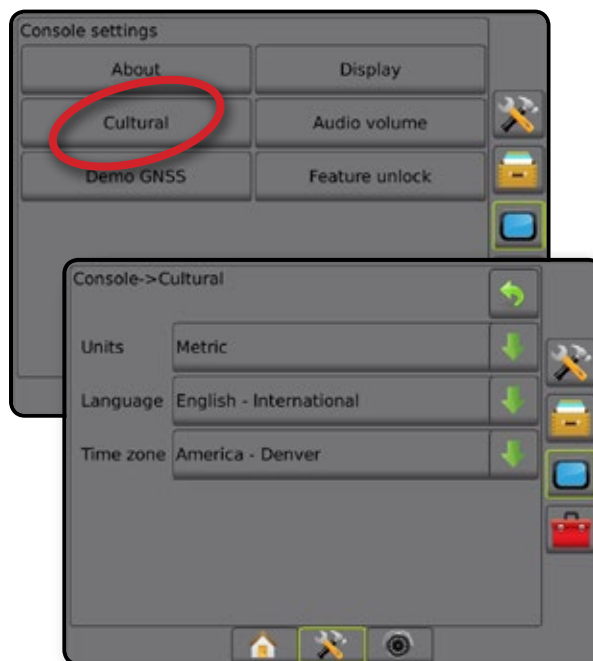 Console settings
About Display
Cultural Audio volume
Demo GNSS Feature unlock
Console->Cultural
Units Metric
Language English - International
Time zone America - Denver